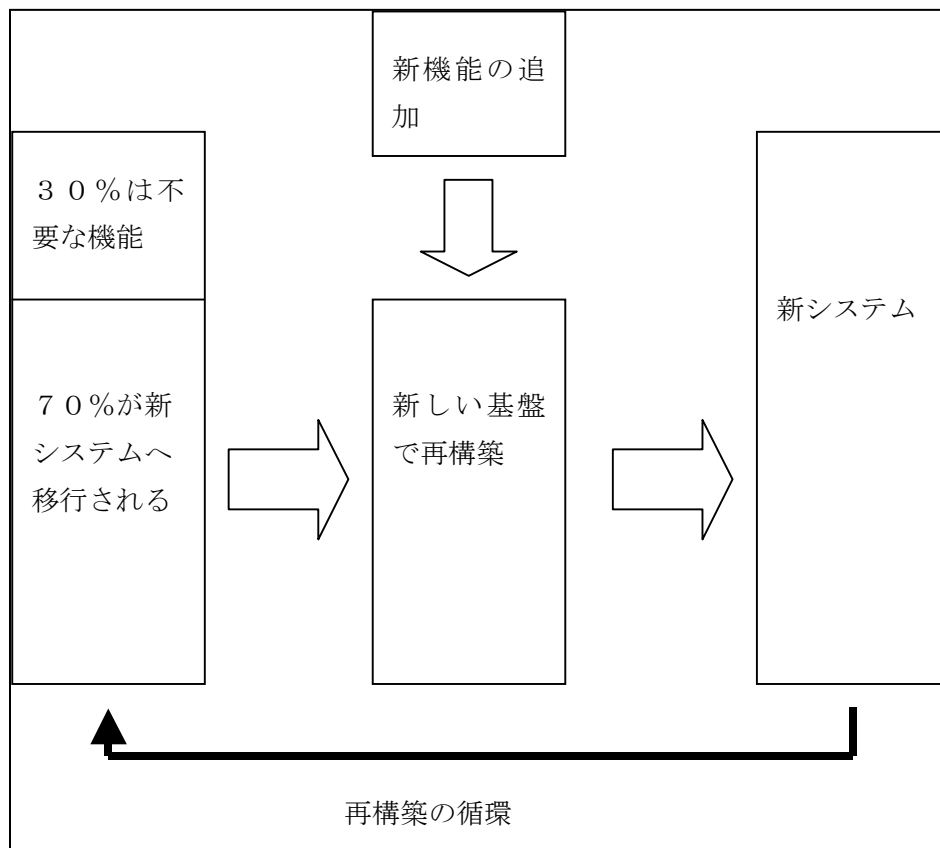 新機能の追
加
３０％は不
要な機能
７０％が新
システムへ
移行される
新しい基盤
で再構築
新システム
再構築の循環